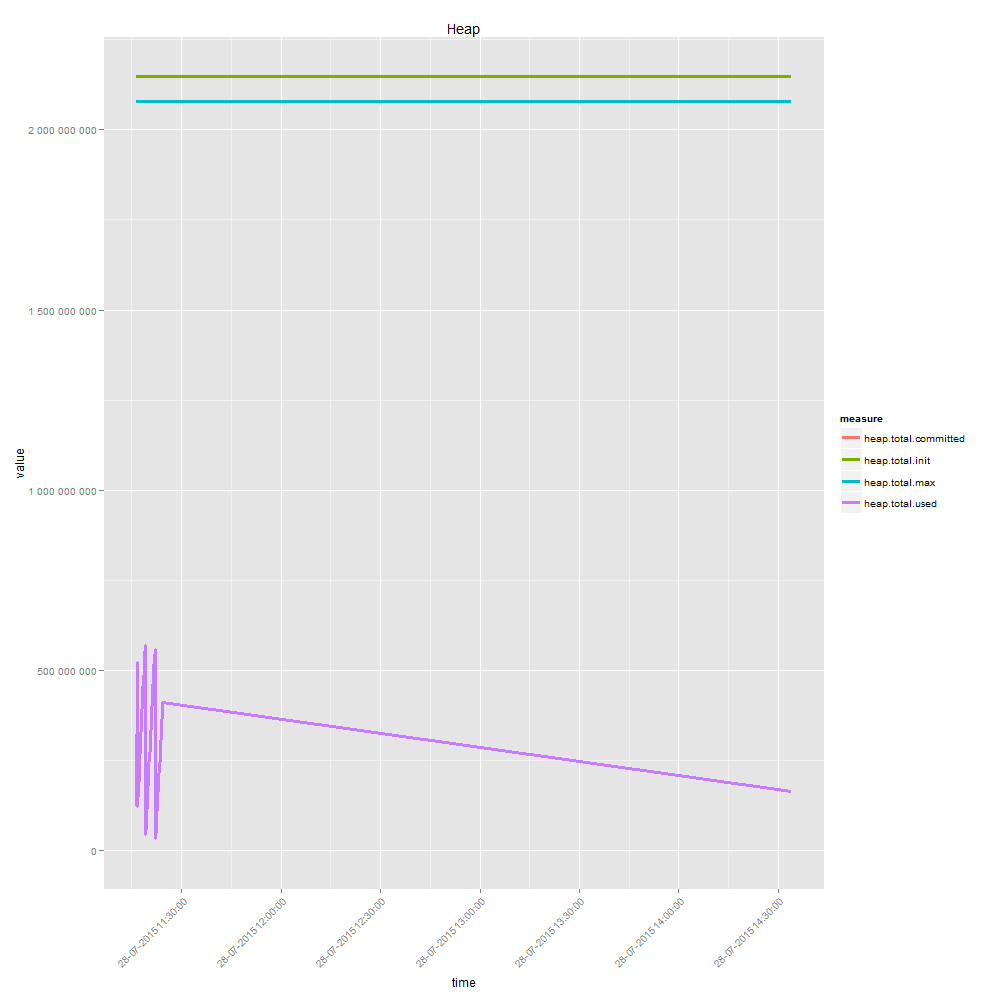 Heap
2 000 000 000
1 500 000 000
1 000 000 000
500 000 000
0
value
28-07-2015 11:30:00
28-07-2015 12:00:00
28-07-2015 12:30:00
28-07-2015 13:00:00
28-07-2015 13:30:00
28-07-2015 14:00:00
28-07-2015 14:30:00
time
measure
heap.total.committed
heap.total.init
heap.total.max
heap.total.used